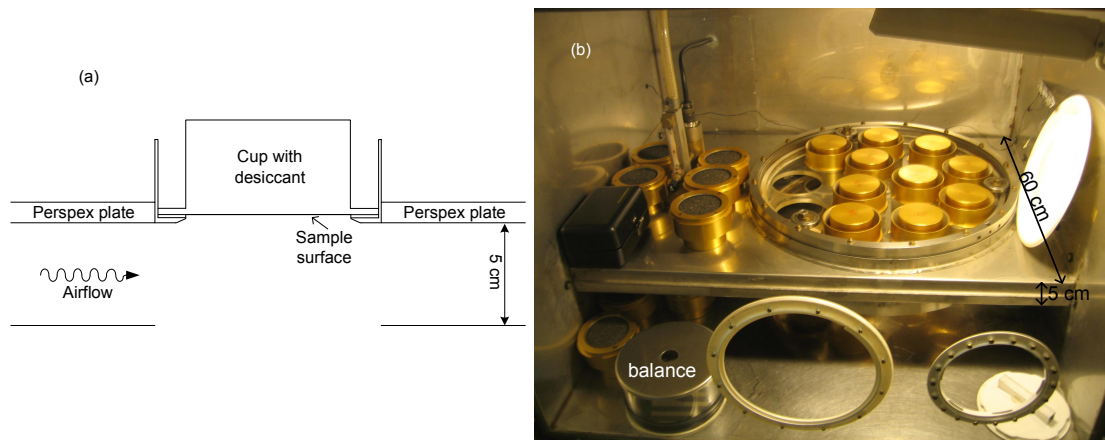 (a)
Cup with
desiccant
Perspex plate
Perspex plate
Sample
surface
5 cm
Airflow
(b)
60 cm
5 cm
balance